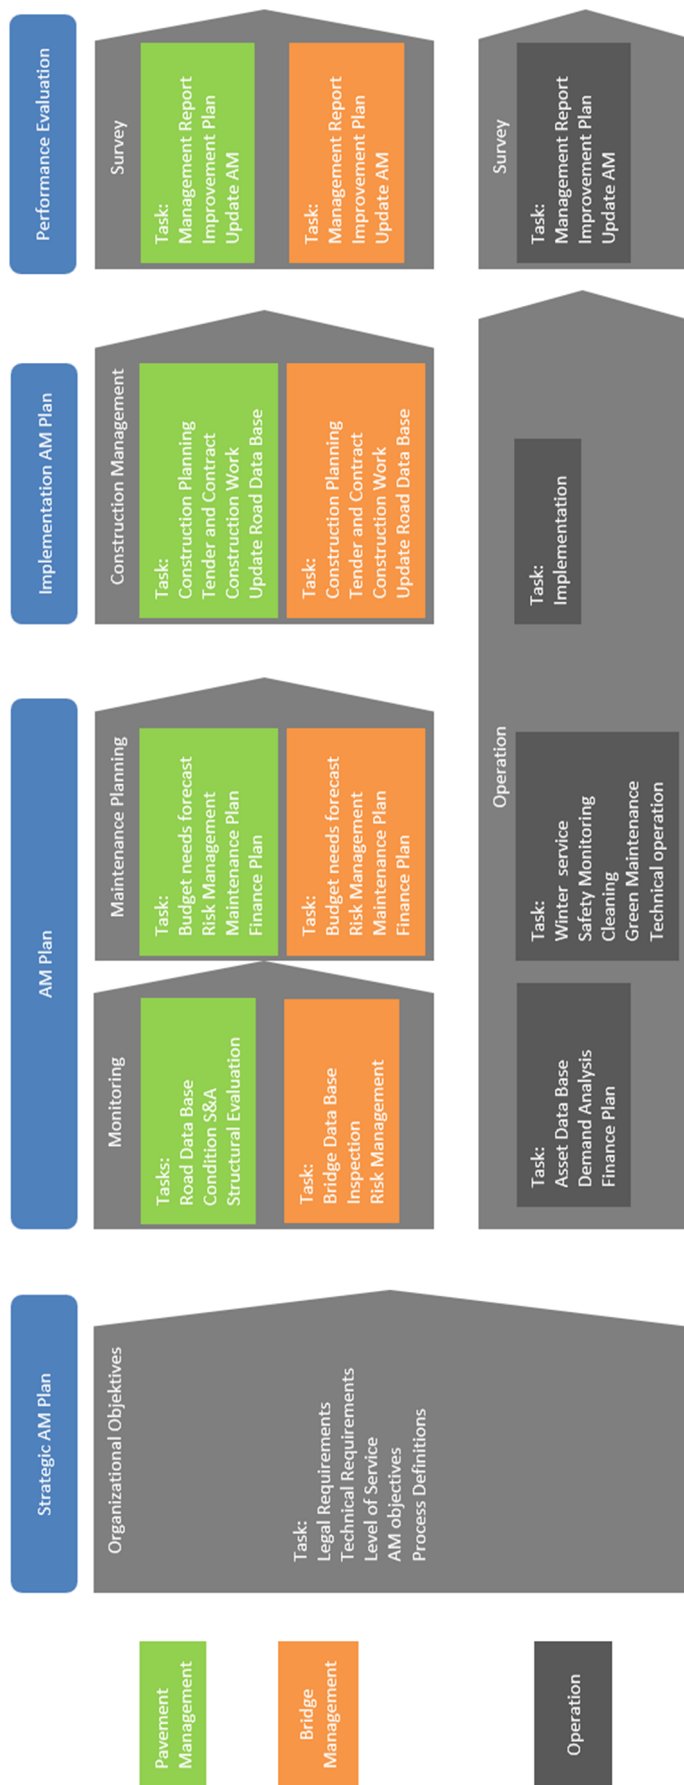 Strategic AM Plan
AM Plan
Implementation AM Plan
Performance Evaluation
Organizational Objektives
Task:
Legal Requirements
Technical Requirements
Level of Service
AM objectives
Process Definitions
Pavement
Management
Bridge
Management
Operation
Monitoring
Tasks:
Road Data Base
Condition S&A
Structural Evaluation
Task:
Bridge Data Base
Inspection
Risk Management
Maintenance Planning
Task:
Budget needs forecast
Risk Management
Maintenance Plan
Finance Plan
Task:
Budget needs forecast
Risk Management
Maintenance Plan
Finance Plan
Construction Management
Task:
Construction Planning
Tender and Contract
Construction Work
Update Road Data Base
Task:
Construction Planning
Tender and Contract
Construction Work
Update Road Data Base
Survey
Task:
Management Report
Improvement Plan
Update AM
Task:
Management Report
Improvement Plan
Update AM
Operation
Task:
Asset Data Base
Demand Analysis
Finance Plan
Task:
Winter service
Safety Monitoring
Cleaning
Green Maintenance
Technical operation
Task:
Implementation
Survey
Task:
Management Report
Improvement Plan
Update AM